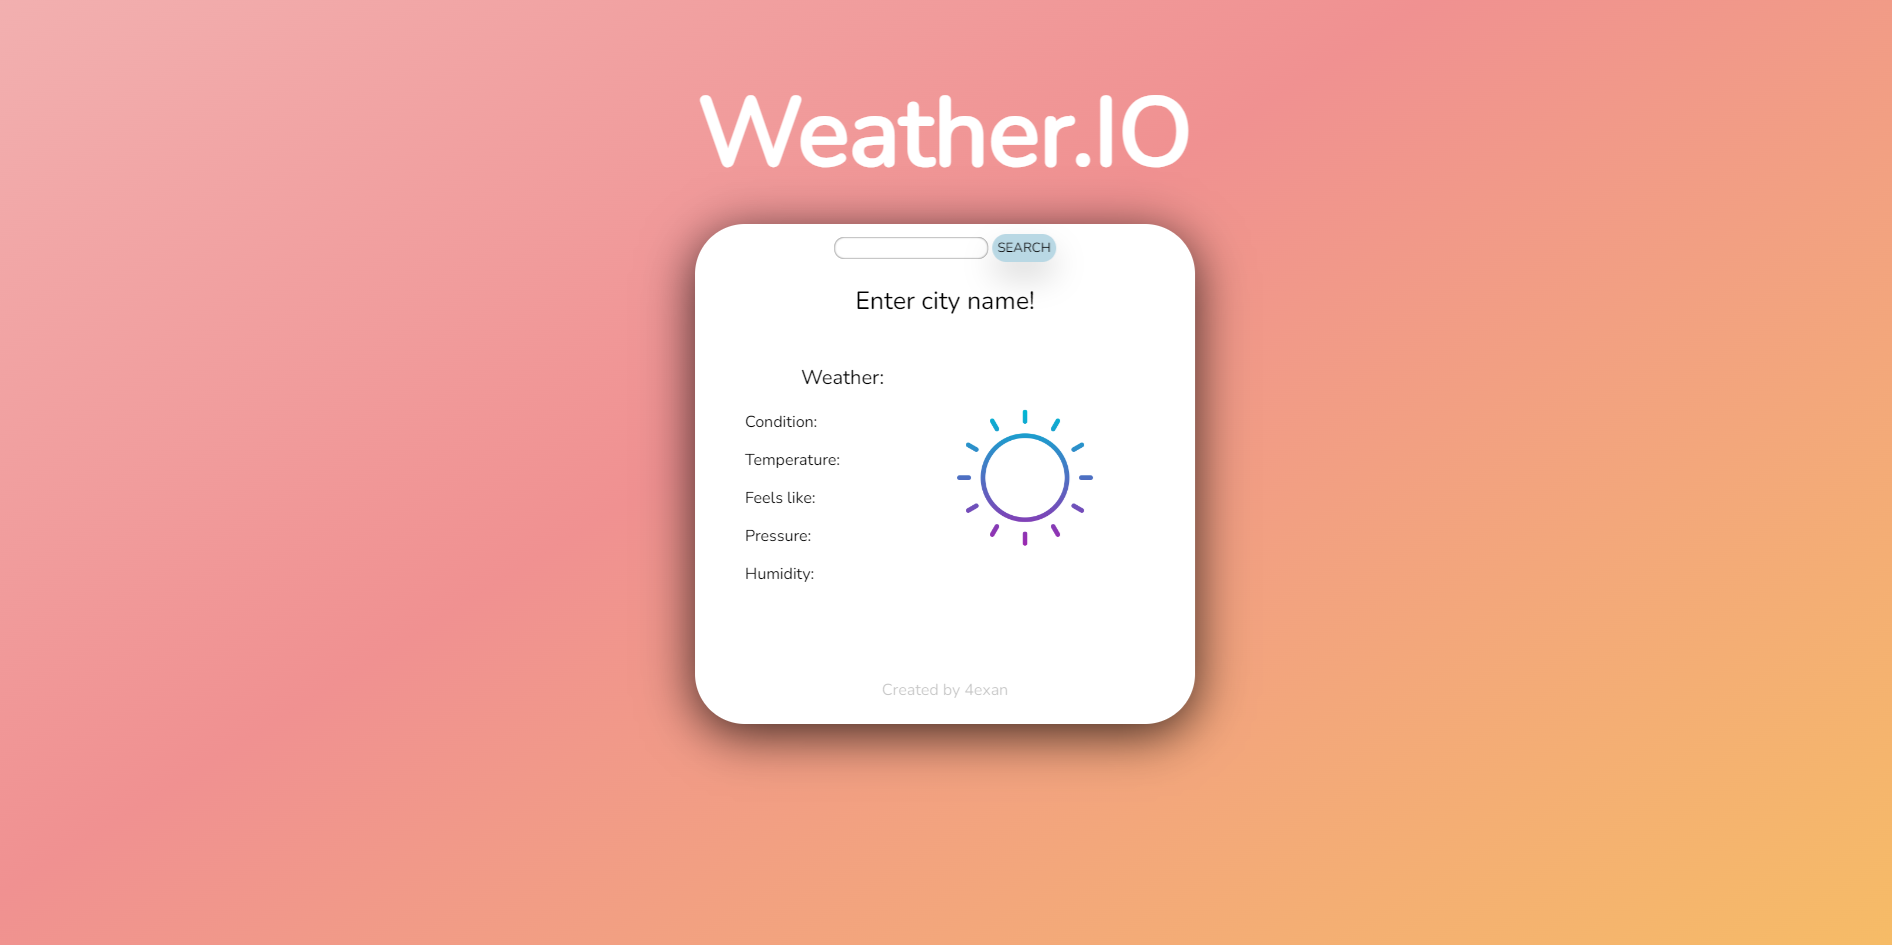 Weather.IO
SEARCH
Enter city name!
Weather:
Condition:
Temperature:
Feels like:
Pressure:
Humidity:
Created by 4exan